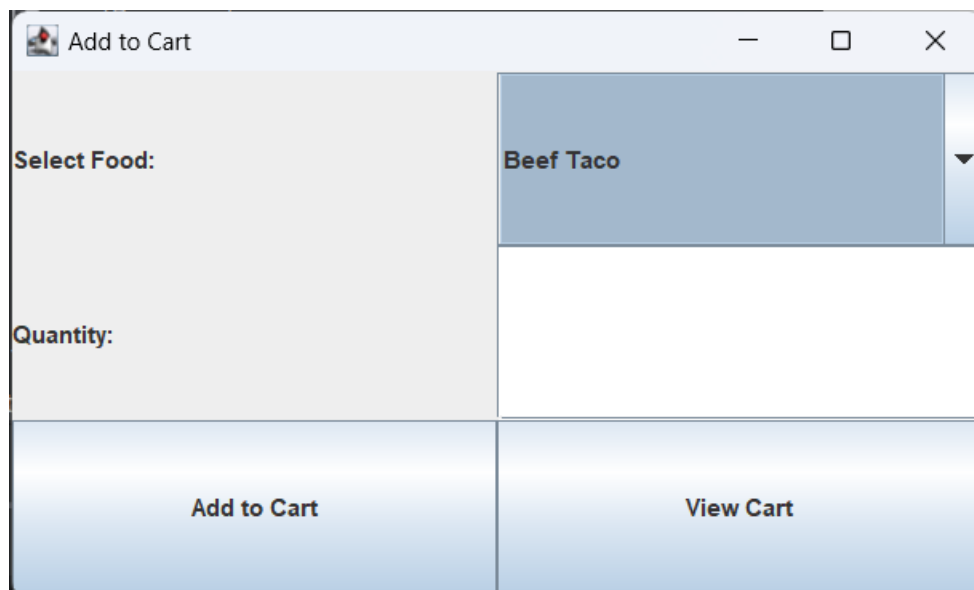 Add to Cart
Select Food:
Beef Taco
Quantity:
Add to Cart
View Cart